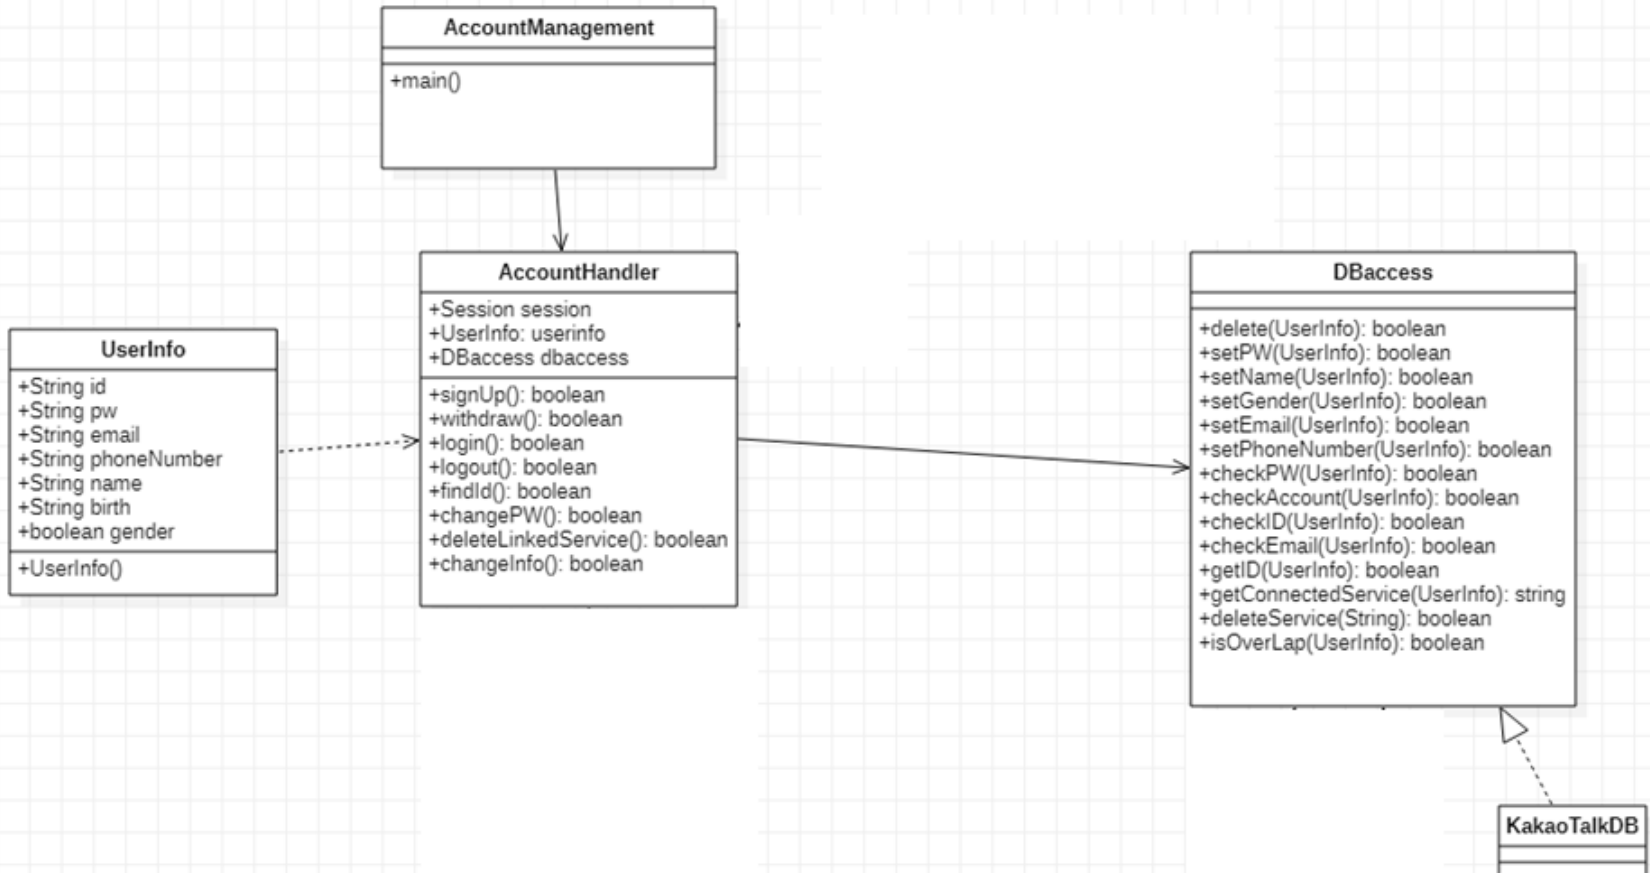 AccountManagement
+main()
AccountHandler
+Session session
+UserInfo: userinfo
+DBaccess dbaccess
+signUp(): boolean
+withdraw(): boolean
+login(): boolean
+logout(): boolean
+findId(): boolean
+changePW(): boolean
+deleteLinkedService(): boolean
+changeInfo(): boolean
UserInfo
+String id
+String pw
+String email
+String phoneNumber
+String name
+String birth
+boolean gender
+UserInfo()
DBaccess
+delete(UserInfo): boolean
+setPW(UserInfo): boolean
+setName(UserInfo): boolean
+setGender(UserInfo): boolean
+setEmail(UserInfo): boolean
+setPhoneNumber(UserInfo): boolean
+checkPW(UserInfo): boolean
+checkAccount(UserInfo): boolean
+checkID(UserInfo): boolean
+checkEmail(UserInfo): boolean
+getID(UserInfo): boolean
+getConnectedService(UserInfo): string
+deleteService(String): boolean
+isOverLap(UserInfo): boolean
KakaoTalkDB